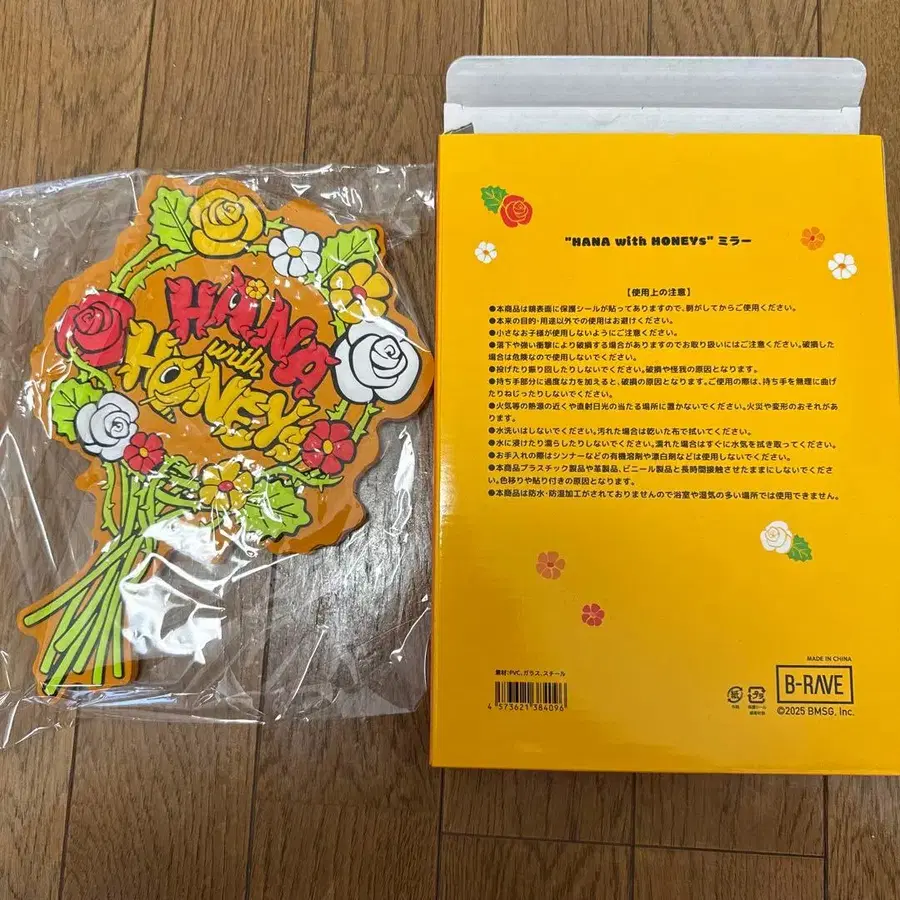 HANA
with
HONEYs
"HANA with HONEYs" ミラー
【使用上の注意】
●本商品は鏡表面に保護シールが貼ってありますので、剥がしてからご使用ください。
●本来の目的・用途以外での使用はお避けください。
●小さなお子様が使用しないようにご注意ください。
●落下や強い衝撃により破損する場合がありますのでお取り扱いにはご注意ください。破損した
場合は危険なので使用しないでください。
●投げたり振り回したりしないでください。破損や怪我の原因となります。
●持ち手部分に過度な力を加えると、破損の原因となります。ご使用の際は、持ち手を無理に曲げ
たりねじったりしないでください。
●火気等の熱源の近くや直射日光の当たる場所に置かないでください。火災や変形のおそれがあ
ります。
●水洗いはしないでください。汚れた場合は乾いた布で拭いてください。
●水に浸けたり濡らしたりしないでください。濡れた場合はすぐに水気を拭き取ってください。
●お手入れの際はシンナーなどの有機溶剤や漂白剤などは使用しないでください。
●本商品プラスチック製品や革製品、ビニール製品と長時間接触させたままにしないでくださ
い。色移りや貼り付きの原因となります。
●本商品は防水・防湿加工がされておりませんので浴室や湿気の多い場所では使用できません。
素材:PVC、ガラス、スチール
4 573621 384096
MADE IN CHINA
紙
プラ
B-RAVE
©2025 BMSG, Inc.